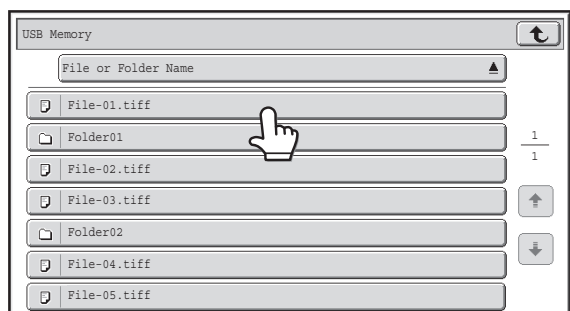 USB Memory
File or Folder Name
File-01.tiff
Folder01
1
1
File-02.tiff
File-03.tiff
Folder02
File-04.tiff
File-05.tiff